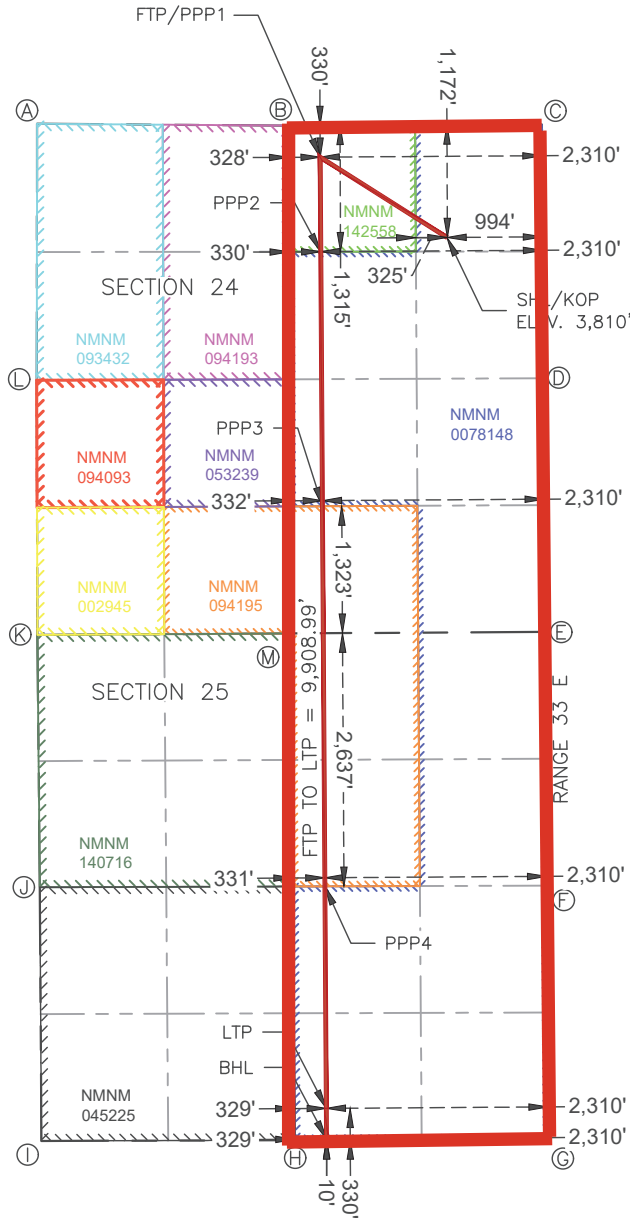 FTP/PPP1
330'
1,172'
A
B
C
328'
2,310'
PPP2
NMNM
142558
994'
330'
2,310'
325'
1,315'
SECTION 24
SHL/KOP
ELEV. 3,810'
NMNM
093432
NMNM
094193
L
D
NMNM
0078148
PPP3
NMNM
094093
NMNM
053239
332'
2,310'
1,323'
NMNM
002945
NMNM
094195
K
E
M
SECTION 25
FTP TO LTP = 9,908.99'
2,637'
RANGE 33 E
NMNM
140716
331'
2,310'
J
F
PPP4
LTP
BHL
NMNM
045225
329'
2,310'
329'
2,310'
I
H
G
10'
330'